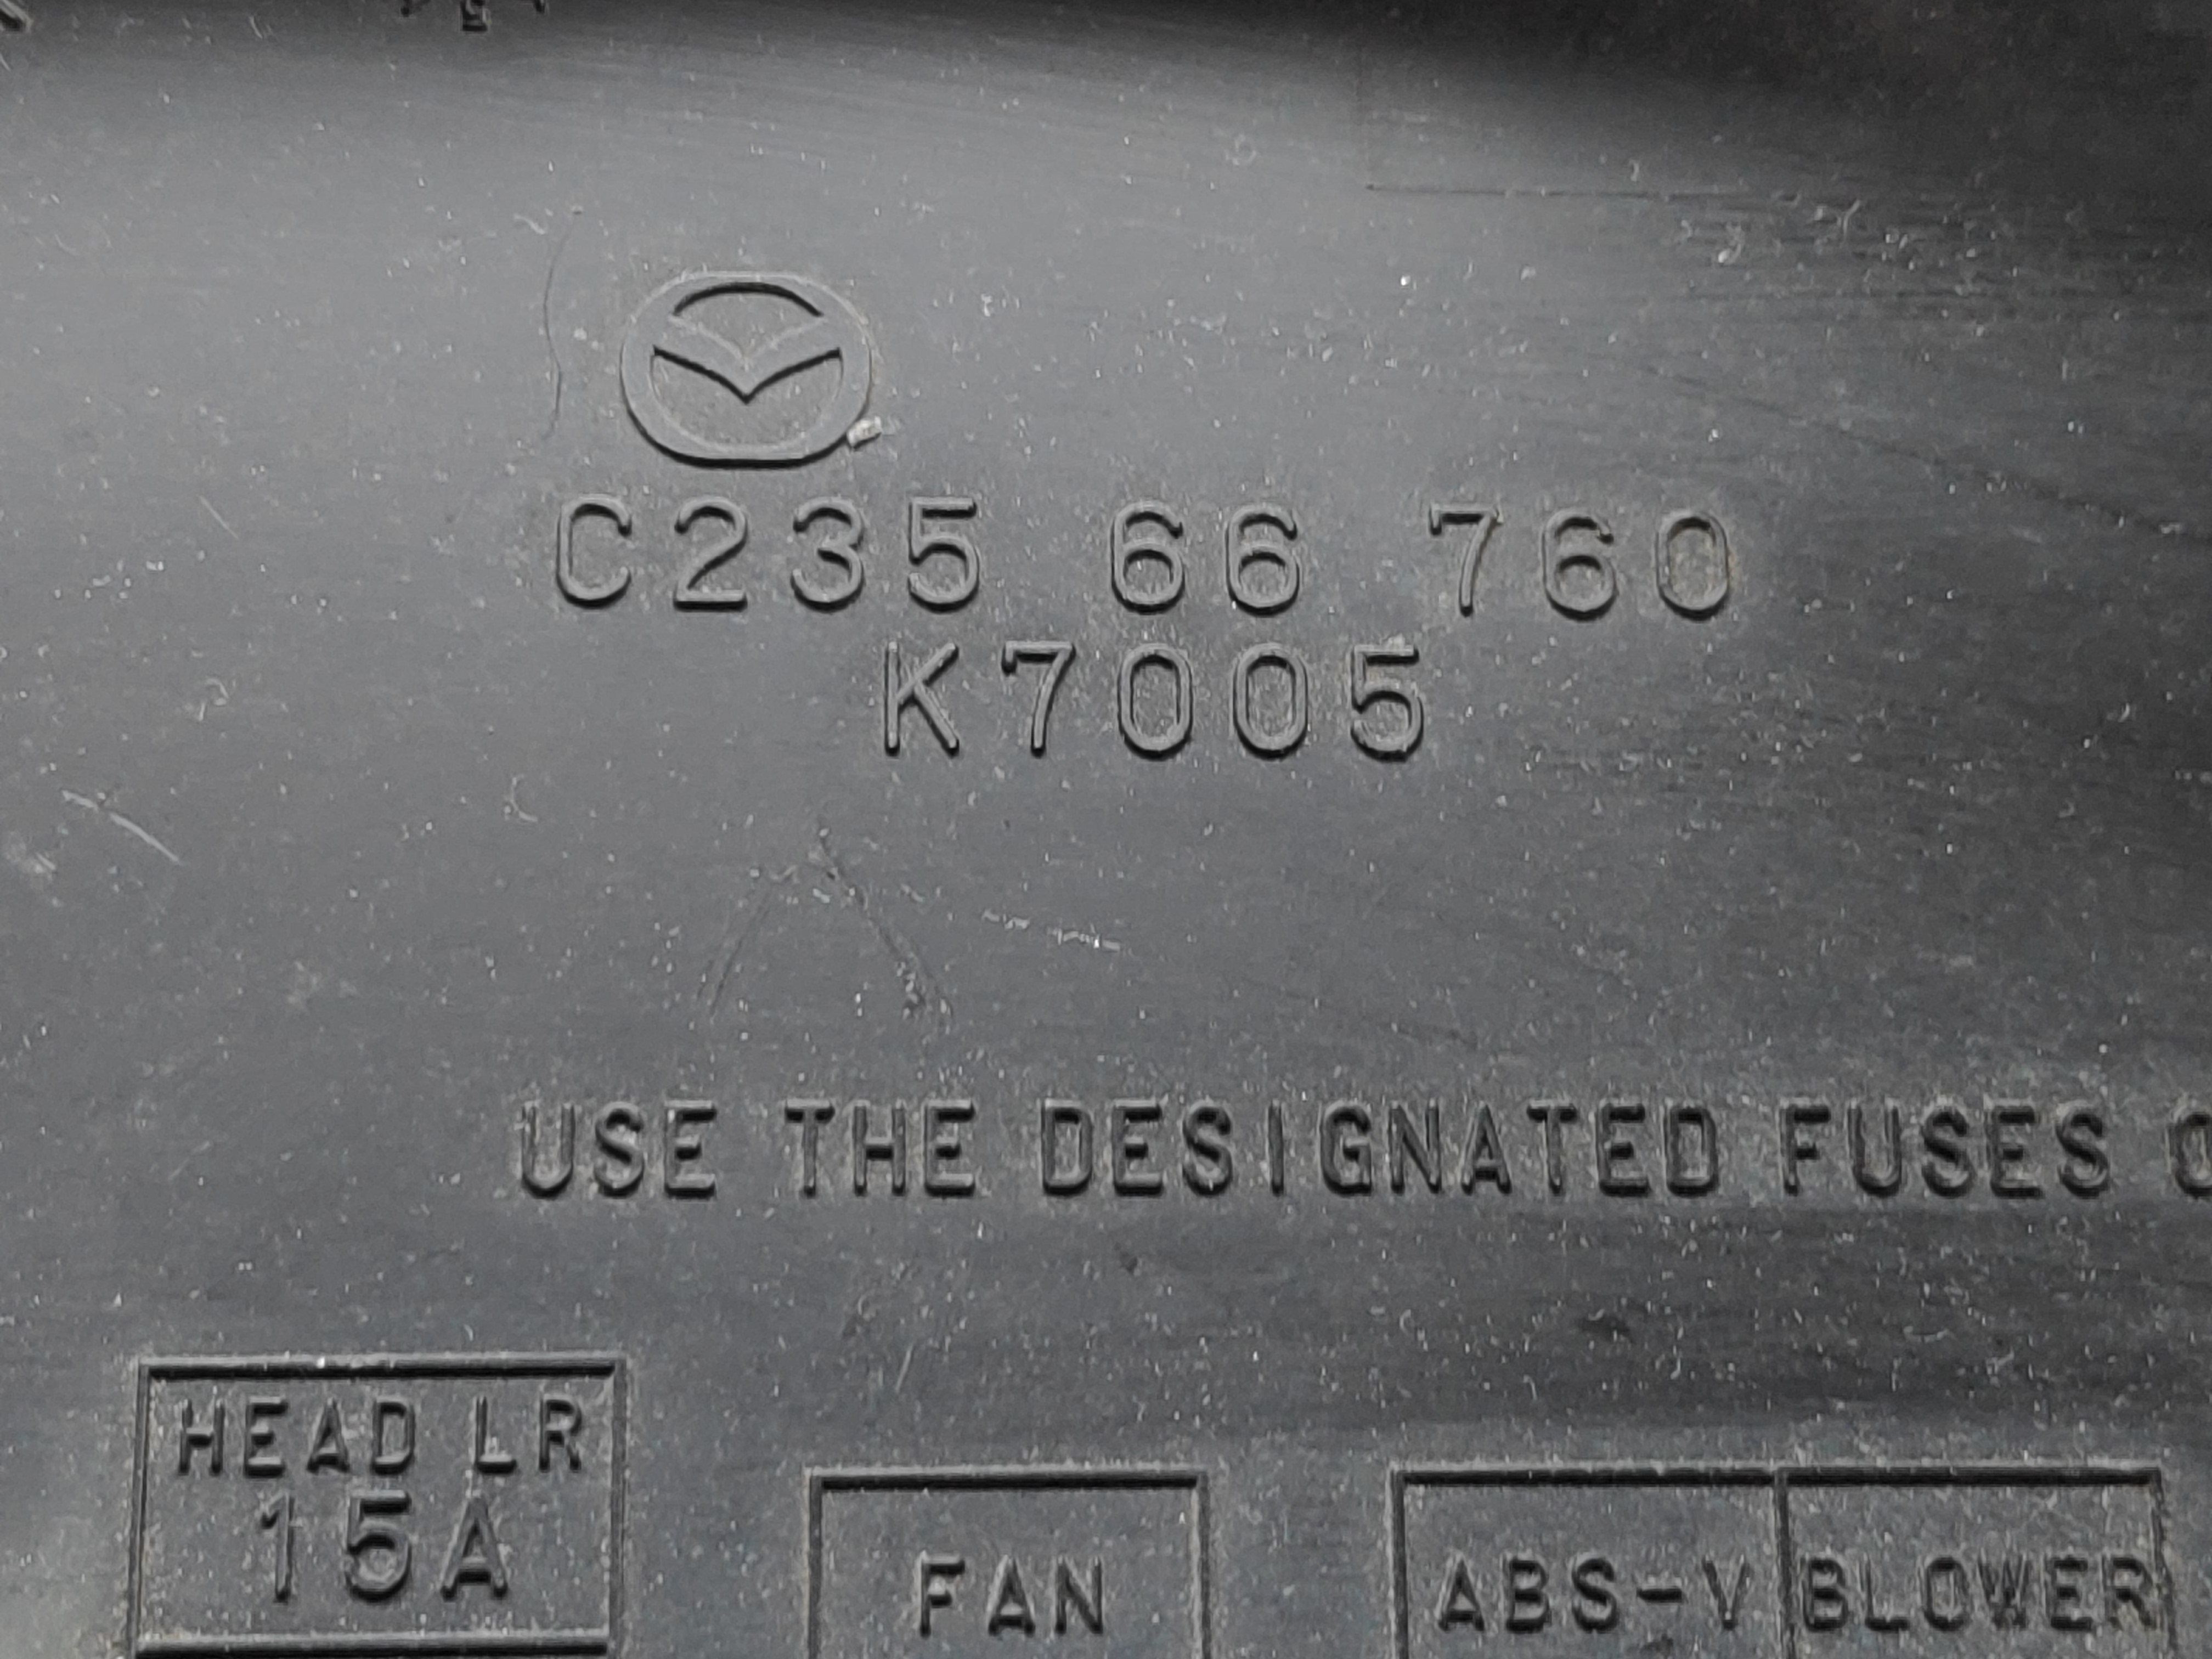 C235 66 760
K7005
USE THE DESIGNATED FUSES
HEAD LR
15A
FAN
ABS-V
BLOWER